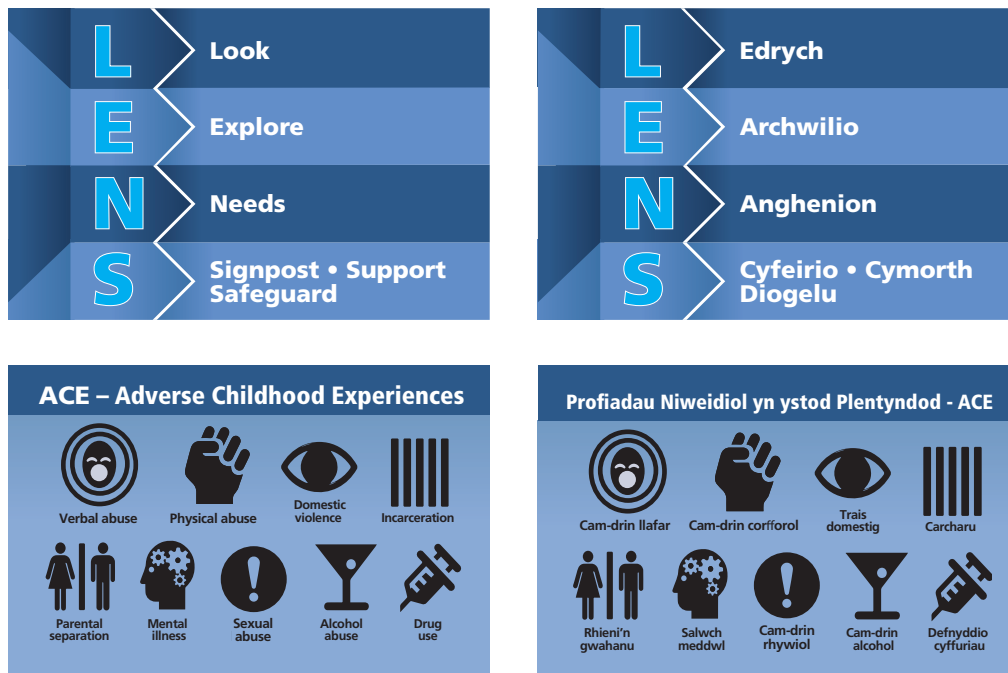 L Look
E Explore
N Needs
S Signpost • Support
Safeguard
L Edrych
E Archwilio
N Anghenion
S Cyfeirio • Cymorth
Diogelu
ACE – Adverse Childhood Experiences
Verbal abuse
Physical abuse
Domestic
violence
Incarceration
Parental
separation
Mental
illness
Sexual
abuse
Alcohol
abuse
Drug
use
Profiadau Niweidiol yn ystod Plentyndod - ACE
Cam-drin llafar
Cam-drin corfforol
Trais
domestig
Carcharu
Rhieni'n
gwahanu
Salwch
meddwl
Cam-drin
rhywiol
Cam-drin
alcohol
Defnyddio
cyffuriau